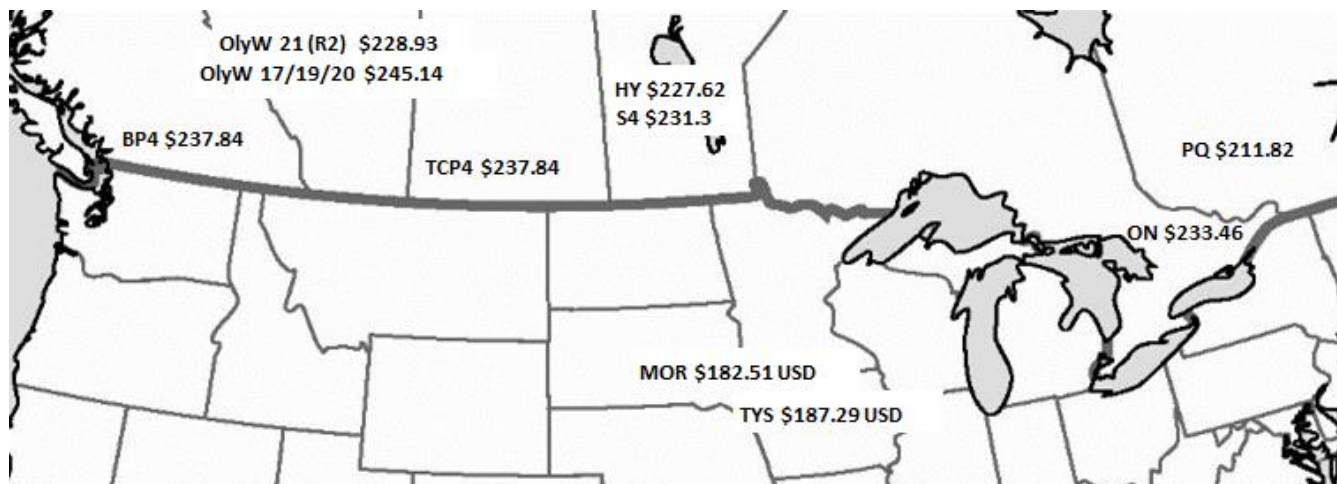 OlyW 21 (R2) $228.93
OlyW 17/19/20 $245.14
HY $227.62
S4 $231.3
BP4 $237.84
TCP4 $237.84
PQ $211.82
ON $233.46
MOR $182.51 USD
TYS $187.29 USD